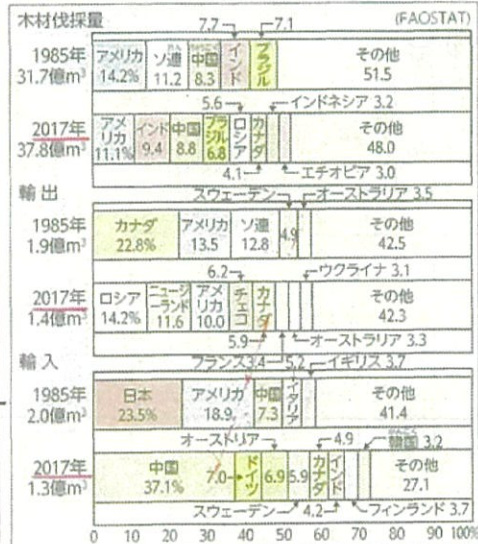 木材伐採量 (FAOSTAT)
7.7 7.1
1985年 アメリカ ソ連 中国 インド ブラジル その他
31.7億m³ 14.2% 11.2 8.3 51.5
5.6 インドネシア 3.2
2017年 アメリカ インド 中国 ブラジル ロシア カナダ その他
37.8億m³ 11.1% 9.4 8.8 6.8 48.0
4.1 エチオピア 3.0
輸出 スウェーデン オーストラリア 3.5
1985年 カナダ アメリカ ソ連 4.9 その他
1.9億m³ 22.8% 13.5 12.8 42.5
6.2 ウクライナ 3.1
2017年 ロシア ニュージーランド アメリカ チェコ カナダ その他
1.4億m³ 14.2% 11.6 10.0 42.3
5.9 オーストラリア 3.3
輸入 フランス3.4 5.2 イギリス 3.7
1985年 日本 アメリカ 中国 イタリア その他
2.0億m³ 23.5% 18.9 7.3 41.4
オーストリア 4.9 韓国 3.2
2017年 中国 7.0 ドイツ 6.9 5.9 カナダ インド その他
1.3億m³ 37.1% 27.1
スウェーデン 4.2 フィンランド 3.7
0 10 20 30 40 50 60 70 80 90 100%